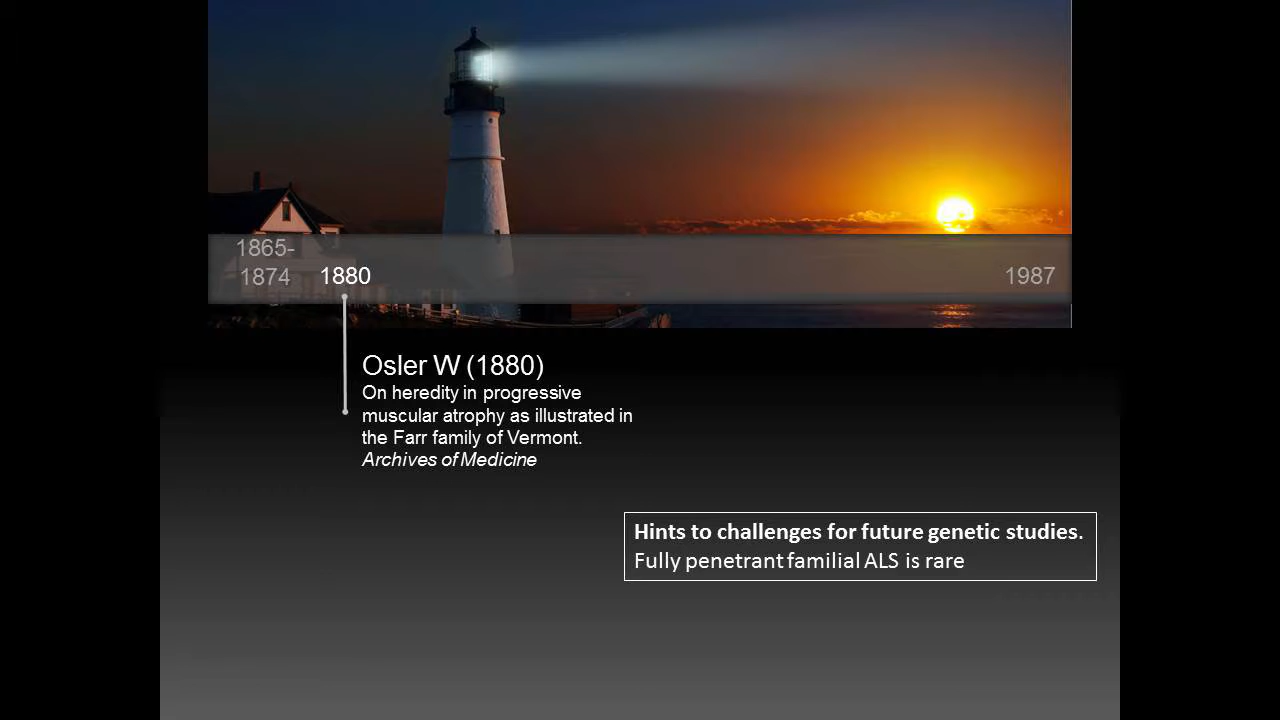 1865-
1874
1880
1987
Osler W (1880)
On heredity in progressive
muscular atrophy as illustrated in
the Farr family of Vermont.
Archives of Medicine
Hints to challenges for future genetic studies.
Fully penetrant familial ALS is rare